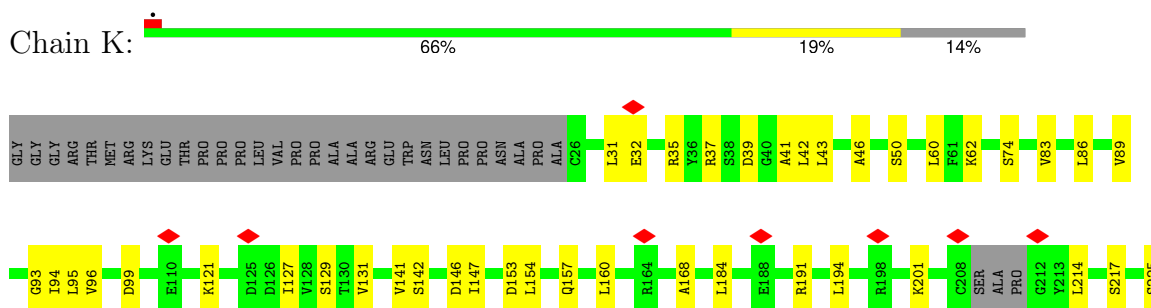 Chain K:
66% 19% 14%
GLY GLY GLY ARG THR MET ARG LYS GLU THR PRO PRO PRO LEU VAL PRO PRO ALA ALA ARG GLU TRP ASN LEU PRO PRO ASN ALA PRO ALA C26 L31 E32 R35 Y36 R37 S38 D39 G40 A41 L42 L43 A46 S50 L60 F61 K62 S74 V83 L86 V89
G93 I94 L95 V96 D99 E110 K121 D125 D126 I127 V128 S129 T130 V131 V141 S142 D146 I147 D153 L154 Q157 L160 R164 A168 L184 E188 R191 L194 R198 K201 C208 SER ALA PRO G212 Y213 L214 S217